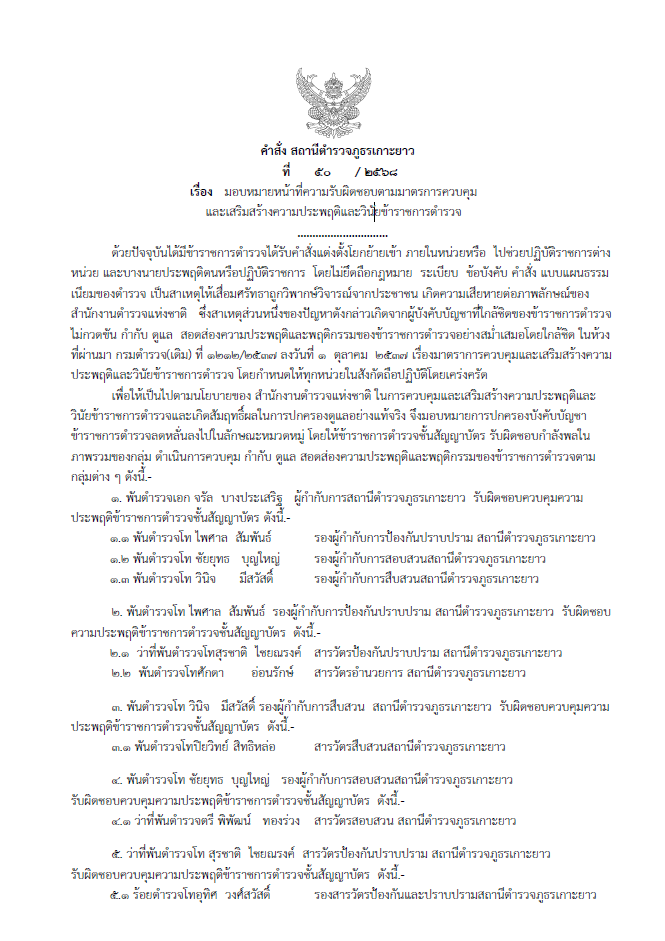 คำสั่ง สถานีตำรวจภูธรเกาะยาว
ที่ ๕๐ / ๒๕๖๘
เรื่อง มอบหมายหน้าที่ความรับผิดชอบตามมาตรการควบคุม
และเสริมสร้างความประพฤติและวินัยข้าราชการตำรวจ
..............................
ด้วยปัจจุบันได้มีข้าราชการตำรวจได้รับคำสั่งแต่งตั้งโยกย้ายเข้า ภายในหน่วยหรือ ไปช่วยปฏิบัติราชการต่าง
หน่วย และบางนายประพฤติตนหรือปฏิบัติราชการ โดยไม่ยึดถือกฎหมาย ระเบียบ ข้อบังคับ คำสั่ง แบบแผนธรรม
เนียมของตำรวจ เป็นสาเหตุให้เสื่อมศรัทธาถูกวิพากษ์วิจารณ์จากประชาชน เกิดความเสียหายต่อภาพลักษณ์ของ
สำนักงานตำรวจแห่งชาติ ซึ่งสาเหตุส่วนหนึ่งของปัญหาดังกล่าวเกิดจากผู้บังคับบัญชาที่ใกล้ชิดของข้าราชการตำรวจ
ไม่กวดขัน กำกับ ดูแล สอดส่องความประพฤติและพฤติกรรมของข้าราชการตำรวจอย่างสม่ำเสมอโดยใกล้ชิด ในห้วง
ที่ผ่านมา กรมตำรวจ(เดิม) ที่ ๑๒๑๒/๒๕๓๗ ลงวันที่ ๑ ตุลาคม ๒๕๓๗ เรื่องมาตราการควบคุมและเสริมสร้างความ
ประพฤติและวินัยข้าราชการตำรวจ โดยกำหนดให้ทุกหน่วยในสังกัดถือปฏิบัติโดยเคร่งครัด
เพื่อให้เป็นไปตามนโยบายของ สำนักงานตำรวจแห่งชาติ ในการควบคุมและเสริมสร้างความประพฤติและ
วินัยข้าราชการตำรวจและเกิดสัมฤทธิ์ผลในการปกครองดูแลอย่างแท้จริง จึงมอบหมายการปกครองบังคับบัญชา
ข้าราชการตำรวจลดหลั่นลงไปในลักษณะหมวดหมู่ โดยให้ข้าราชการตำรวจชั้นสัญญาบัตร รับผิดชอบกำลังพลใน
ภาพรวมของกลุ่ม ดำเนินการควบคุม กำกับ ดูแล สอดส่องความประพฤติและพฤติกรรมของข้าราชการตำรวจตาม
กลุ่มต่าง ๆ ดังนี้.-
๑. พันตำรวจเอก จรัล บางประเสริฐ ผู้กำกับการสถานีตำรวจภูธรเกาะยาว รับผิดชอบควบคุมความ
ประพฤติข้าราชการตำรวจชั้นสัญญาบัตร ดังนี้.-
๑.๑ พันตำรวจโท ไพศาล สัมพันธ์ รองผู้กำกับการป้องกันปราบปราม สถานีตำรวจภูธรเกาะยาว
๑.๒ พันตำรวจโท ชัยยุทธ บุญใหญ่ รองผู้กำกับการสอบสวนสถานีตำรวจภูธรเกาะยาว
๑.๓ พันตำรวจโท วินิจ มีสวัสดิ์ รองผู้กำกับการสืบสวนสถานีตำรวจภูธรเกาะยาว
๒. พันตำรวจโท ไพศาล สัมพันธ์ รองผู้กำกับการป้องกันปราบปราม สถานีตำรวจภูธรเกาะยาว รับผิดชอบ
ความประพฤติข้าราชการตำรวจชั้นสัญญาบัตร ดังนี้.-
๒.๑ ว่าที่พันตำรวจโทสุรชาติ ไชยณรงค์ สารวัตรป้องกันปราบปราม สถานีตำรวจภูธรเกาะยาว
๒.๒ พันตำรวจโทศักดา อ่อนรักษ์ สารวัตรอำนวยการ สถานีตำรวจภูธรเกาะยาว
๓. พันตำรวจโท วินิจ มีสวัสดิ์ รองผู้กำกับการสืบสวน สถานีตำรวจภูธรเกาะยาว รับผิดชอบควบคุมความ
ประพฤติข้าราชการตำรวจชั้นสัญญาบัตร ดังนี้.-
๓.๑ พันตำรวจโทปิยวิทย์ สิทธิหล่อ สารวัตรสืบสวนสถานีตำรวจภูธรเกาะยาว
๔. พันตำรวจโท ชัยยุทธ บุญใหญ่ รองผู้กำกับการสอบสวนสถานีตำรวจภูธรเกาะยาว
รับผิดชอบควบคุมความประพฤติข้าราชการตำรวจชั้นสัญญาบัตร ดังนี้.-
๔.๑ ว่าที่พันตำรวจตรี พิพัฒน์ ทองร่วง สารวัตรสอบสวน สถานีตำรวจภูธรเกาะยาว
๕. ว่าที่พันตำรวจโท สุรชาติ ไชยณรงค์ สารวัตรป้องกันปราบปราม สถานีตำรวจภูธรเกาะยาว
รับผิดชอบควบคุมความประพฤติข้าราชการตำรวจชั้นสัญญาบัตร ดังนี้.-
๕.๑ ร้อยตำรวจโทอุทิศ วงศ์สวัสดิ์ รองสารวัตรป้องกันและปราบปรามสถานีตำรวจภูธรเกาะยาว